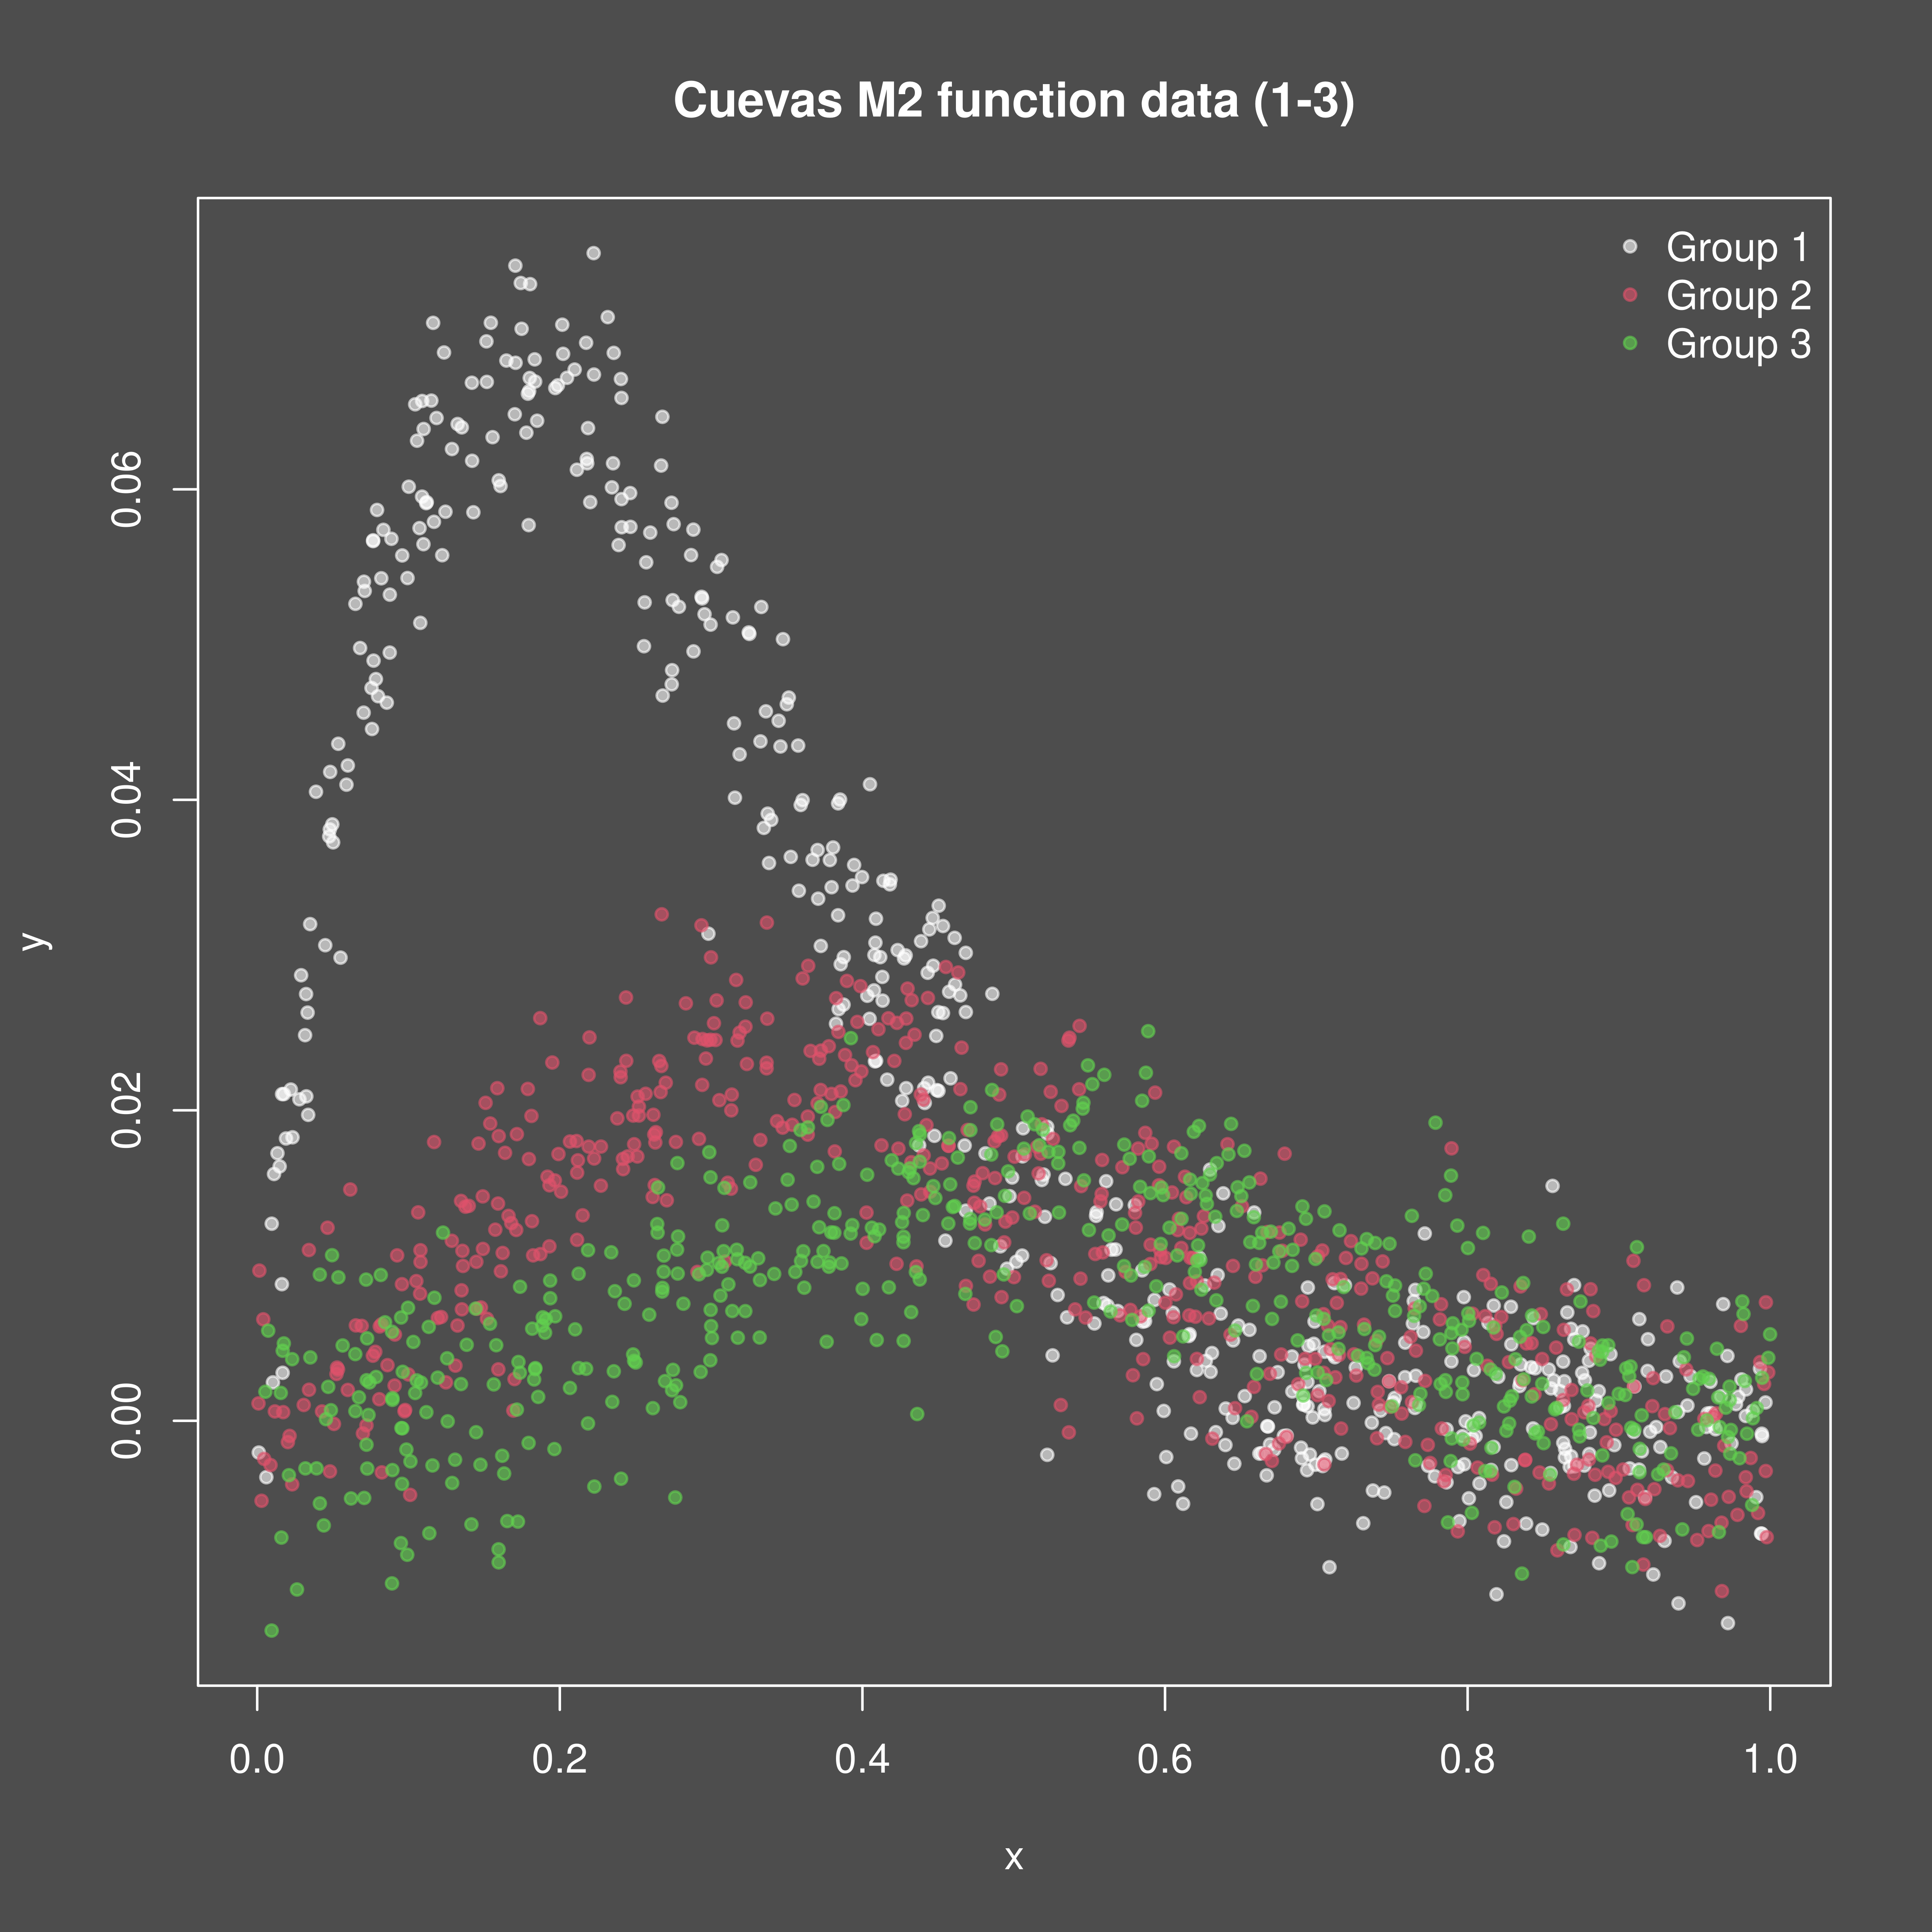 Cuevas M2 function data (1-3)
Group 1
Group 2
Group 3
0.06
0.04
0.02
0.00
y
0.0 0.2 0.4 0.6 0.8 1.0
x